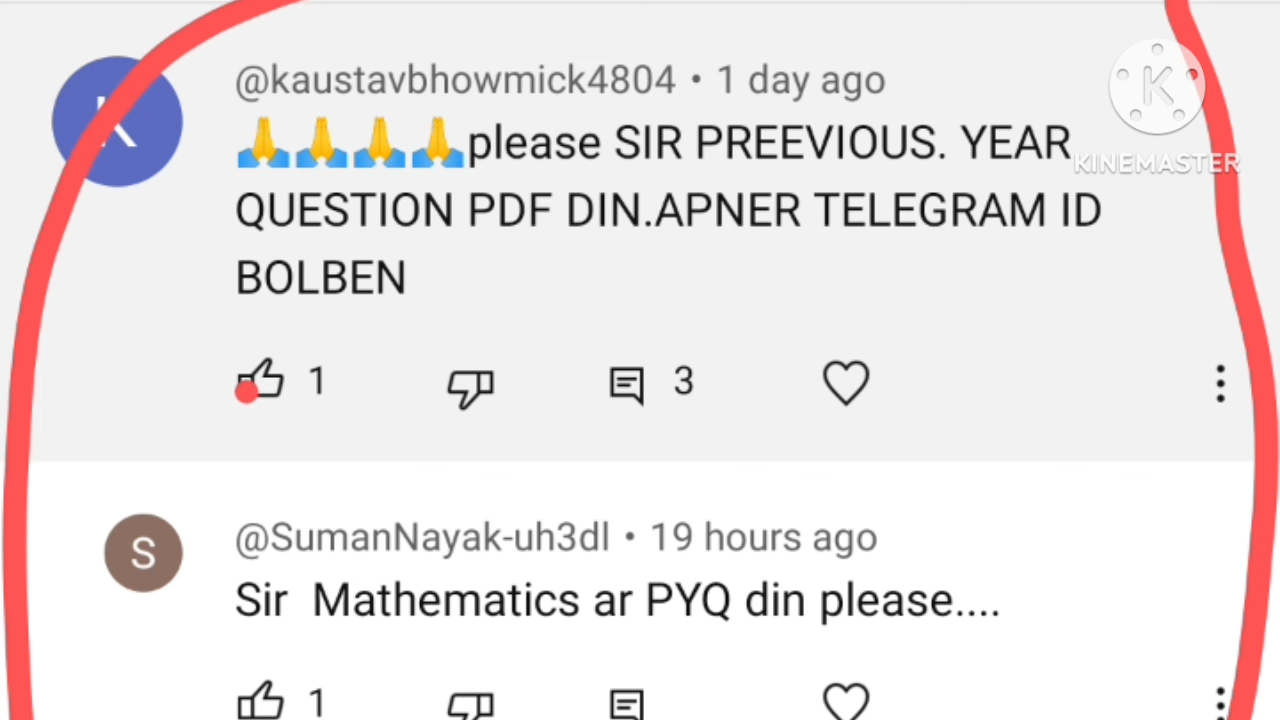 @kaustavbhowmick4804 • 1 day ago
🙏🙏🙏🙏please SIR PREEVIOUS. YEAR
QUESTION PDF DIN.APNER TELEGRAM ID
BOLBEN
1
3
K
KINEMASTER
S
@SumanNayak-uh3dl • 19 hours ago
Sir Mathematics ar PYQ din please....
1